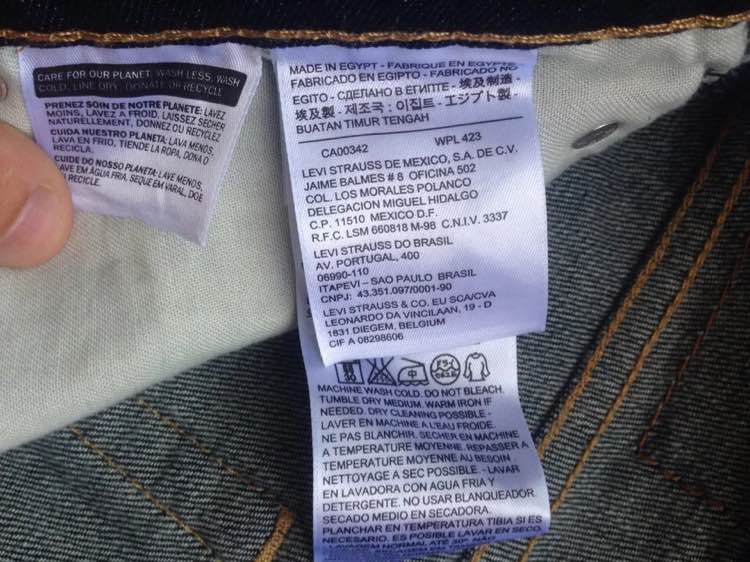 CARE FOR OUR PLANET: WASH LESS, WASH
COLD, LINE DRY, DONATE OR RECYCLE
PRENEZ SOIN DE NOTRE PLANETE: LAVEZ
MOINS, LAVEZ A FROID, LAISSEZ SECHER
NATURELLEMENT, DONNEZ OU RECYCLEZ
CUIDA NUESTRO PLANETA: LAVA MENOS,
LAVA EN FRIO, TIENDE LA ROPA, DONA O
RECICLA.
CUIDE DO NOSSO PLANETA: LAVE MENOS,
LAVE EM ÁGUA FRIA, SEQUE EM VARAL, DOE
RECICLE.
MADE IN EGYPT - FABRIQUE EN EGYPTE
FABRICADO EN EGIPTO - FABRICADO NO
EGITO - СДЕЛАНО В ЕГИПТЕ - 埃及制造 -
埃及製 - 제조국 : 이집트 - エジプト製
BUATAN TIMUR TENGAH
CA00342 WPL 423
LEVI STRAUSS DE MEXICO, S.A. DE C.V.
JAIME BALMES # 8 OFICINA 502
COL. LOS MORALES POLANCO
DELEGACION MIGUEL HIDALGO
C.P. 11510 MEXICO D.F.
R.F.C. LSM 660818 M-98 C.N.I.V. 3337
LEVI STRAUSS DO BRASIL
AV. PORTUGAL, 400
06990-110
ITAPEVI – SAO PAULO BRASIL
CNPJ: 43.351.097/0001-90
LEVI STRAUSS & CO. EU SCA/CVA
LEONARDO DA VINCILAAN, 19 - D
1831 DIEGEM, BELGIUM
CIF A 08298606
MACHINE WASH COLD. DO NOT BLEACH.
TUMBLE DRY MEDIUM. WARM IRON IF
NEEDED. DRY CLEANING POSSIBLE -
LAVER EN MACHINE A L'EAU FROIDE.
NE PAS BLANCHIR. SECHER EN MACHINE
A TEMPERATURE MOYENNE. REPASSER A
TEMPERATURE MOYENNE AU BESOIN.
NETTOYAGE A SEC POSSIBLE. - LAVAR
EN LAVADORA CON AGUA FRIA Y
DETERGENTE. NO USAR BLANQUEADOR.
SECADO MEDIO EN SECADORA.
PLANCHAR EN TEMPERATURA TIBIA SI ES
NECESARIO. ES POSIBLE LAVAR EN SECO.
LAVAGEM NORMAL ATÉ 30º. NÃO